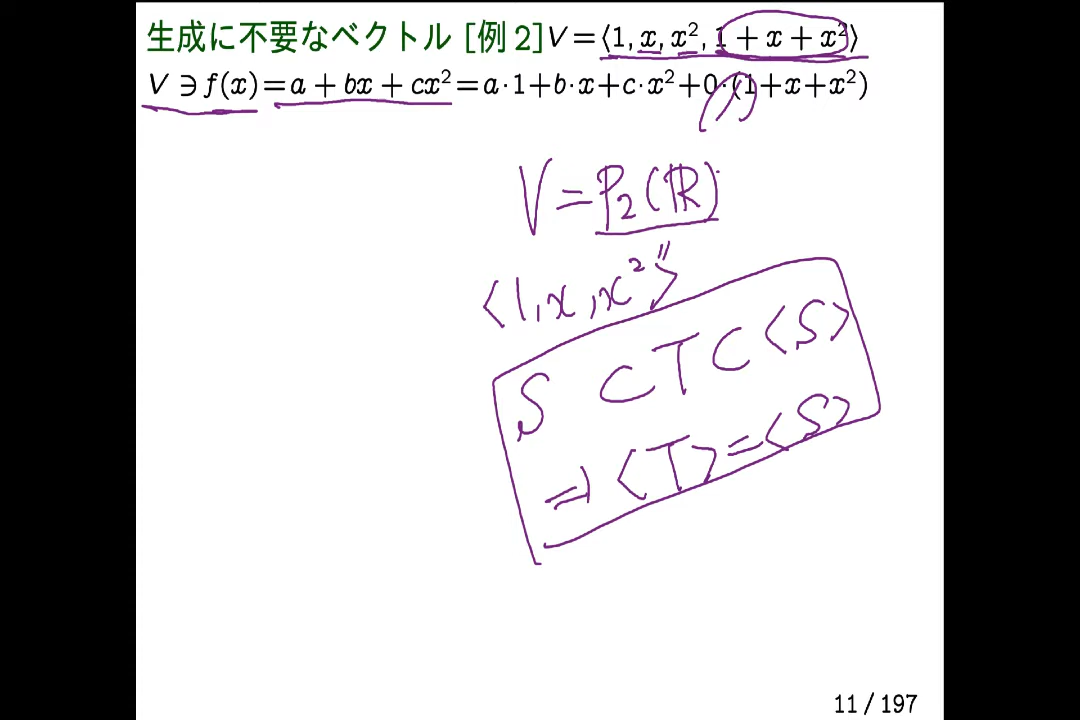 生成に不要なベクトル [例 2] V = ⟨1, x, x², 1 + x + x²⟩
V ∋ f(x) = a + bx + cx² = a·1 + b·x + c·x² + 0·(1 + x + x²)
V = P₂(ℝ)
"
⟨1, x, x²⟩
S ⊂ T ⊂ ⟨S⟩
⇒ ⟨T⟩ = ⟨S⟩
11 / 197